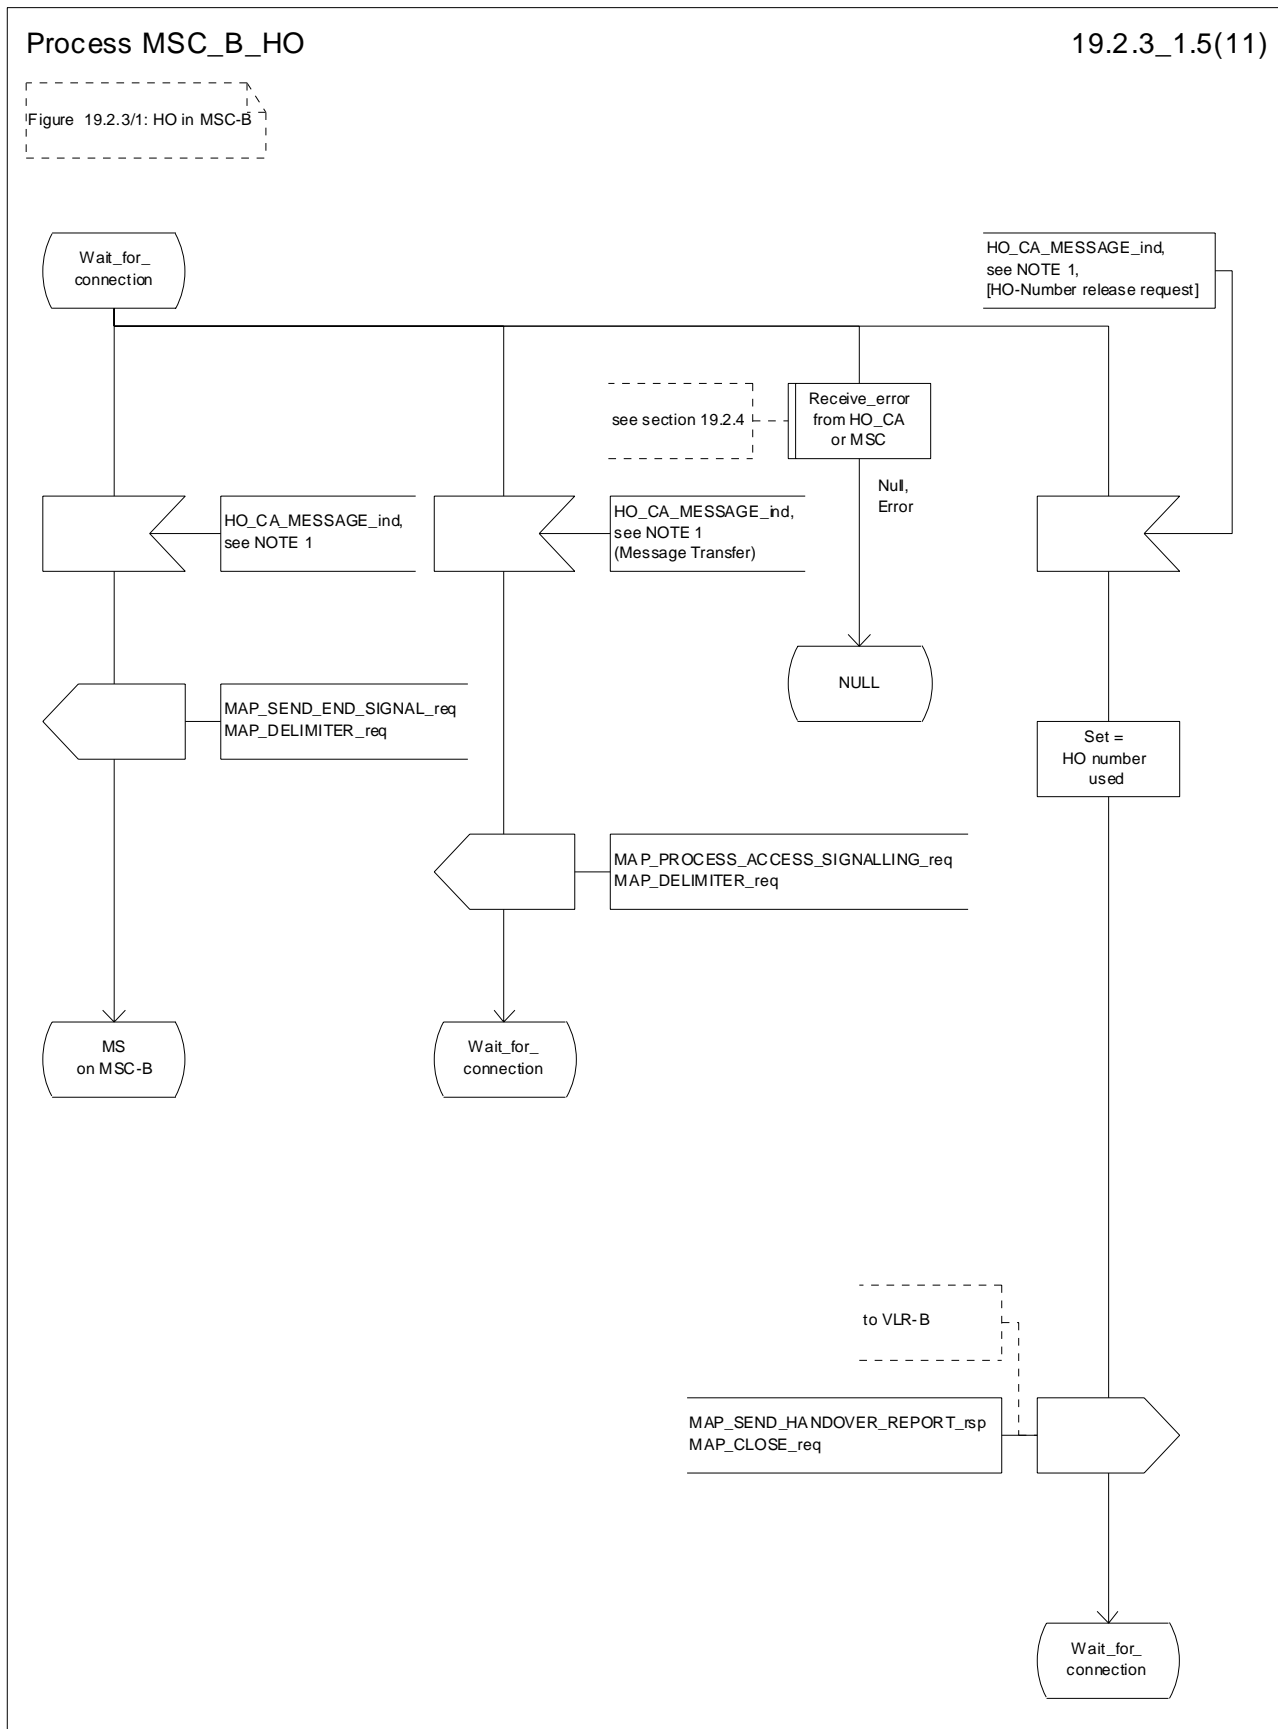 Process MSC_B_HO
19.2.3_1.5(11)
Figure 19.2.3/1: HO in MSC-B
Wait_for_
connection
HO_CA_MESSAGE_ind,
see NOTE 1,
[HO-Number release request]
see section 19.2.4
Receive_error
from HO_CA
or MSC
Null,
Error
HO_CA_MESSAGE_ind,
see NOTE 1
HO_CA_MESSAGE_ind,
see NOTE 1
(Message Transfer)
NULL
MAP_SEND_END_SIGNAL_req
MAP_DELIMITER_req
Set =
HO number
used
MAP_PROCESS_ACCESS_SIGNALLING_req
MAP_DELIMITER_req
MS
on MSC-B
Wait_for_
connection
to VLR-B
MAP_SEND_HANDOVER_REPORT_rsp
MAP_CLOSE_req
Wait_for_
connection